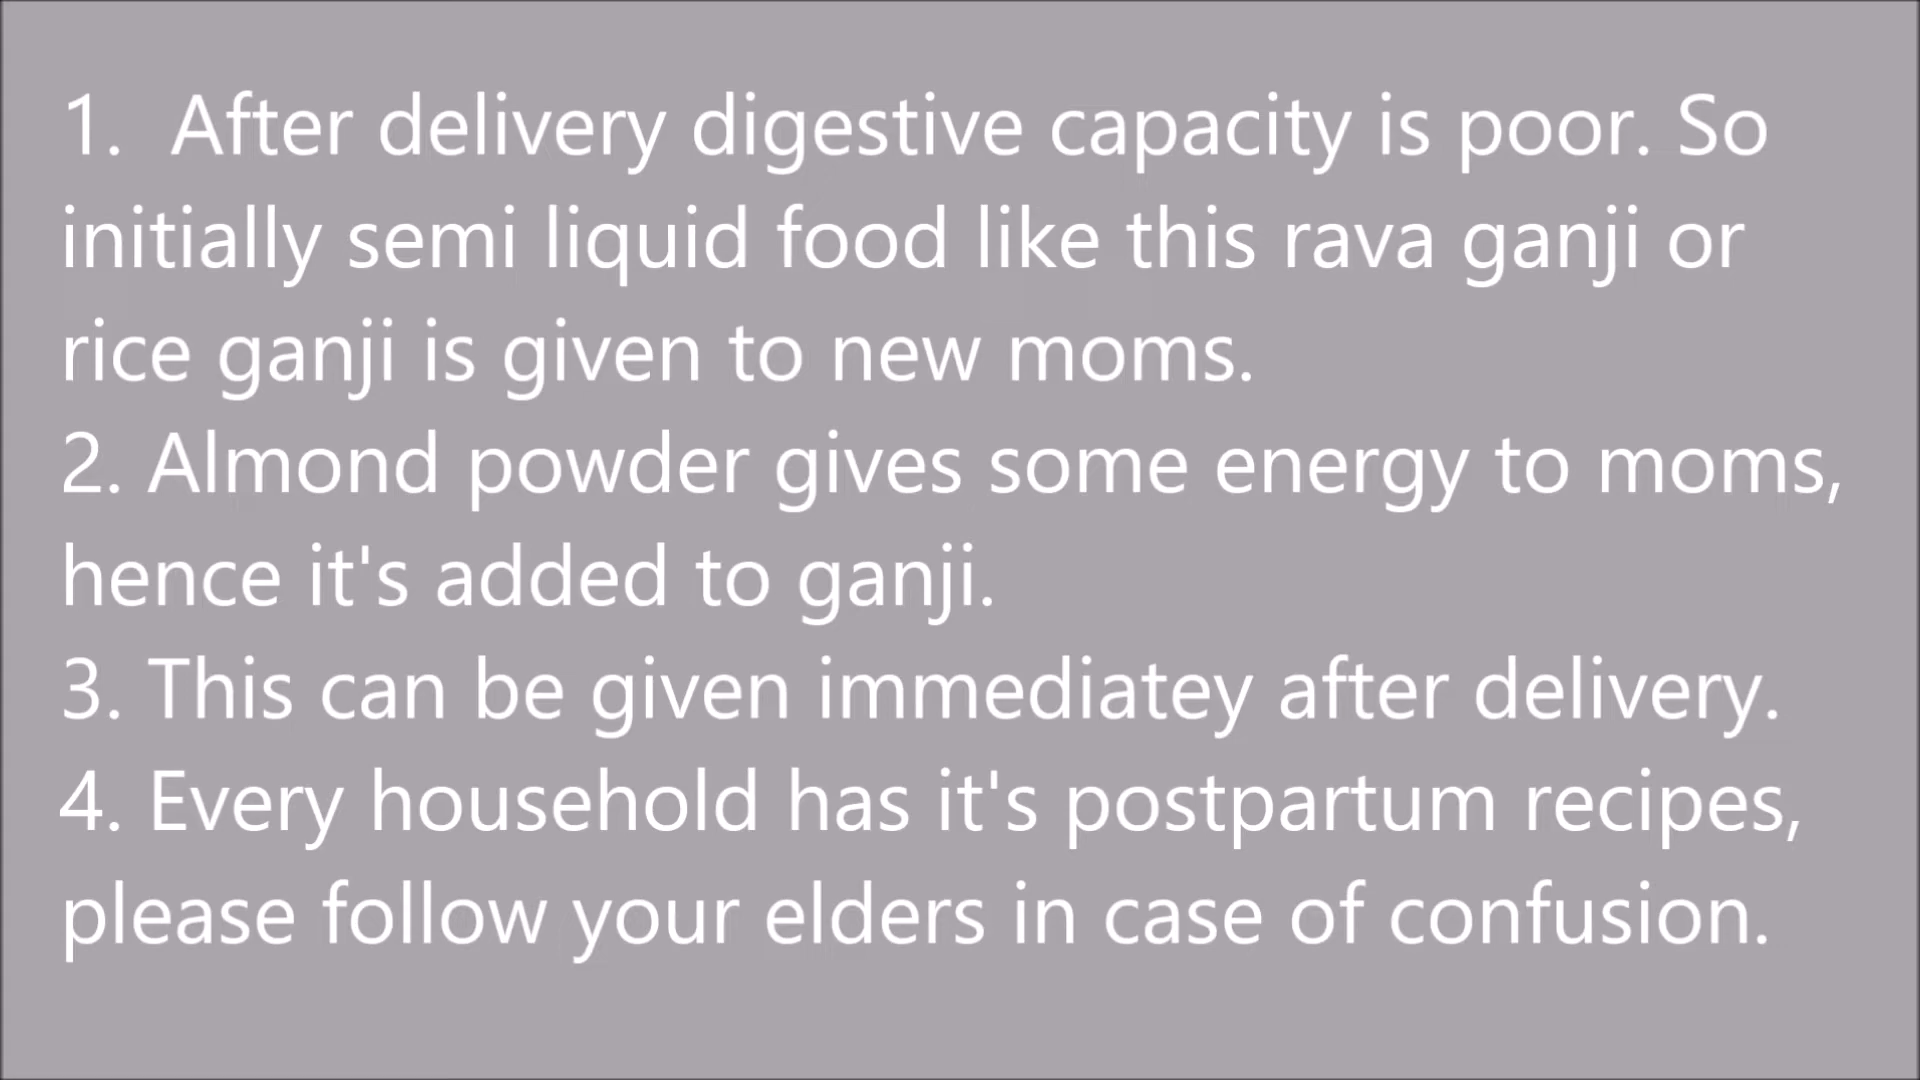 1.  After delivery digestive capacity is poor. So
initially semi liquid food like this rava ganji or
rice ganji is given to new moms.
2. Almond powder gives some energy to moms,
hence it's added to ganji.
3. This can be given immediatey after delivery.
4. Every household has it's postpartum recipes,
please follow your elders in case of confusion.